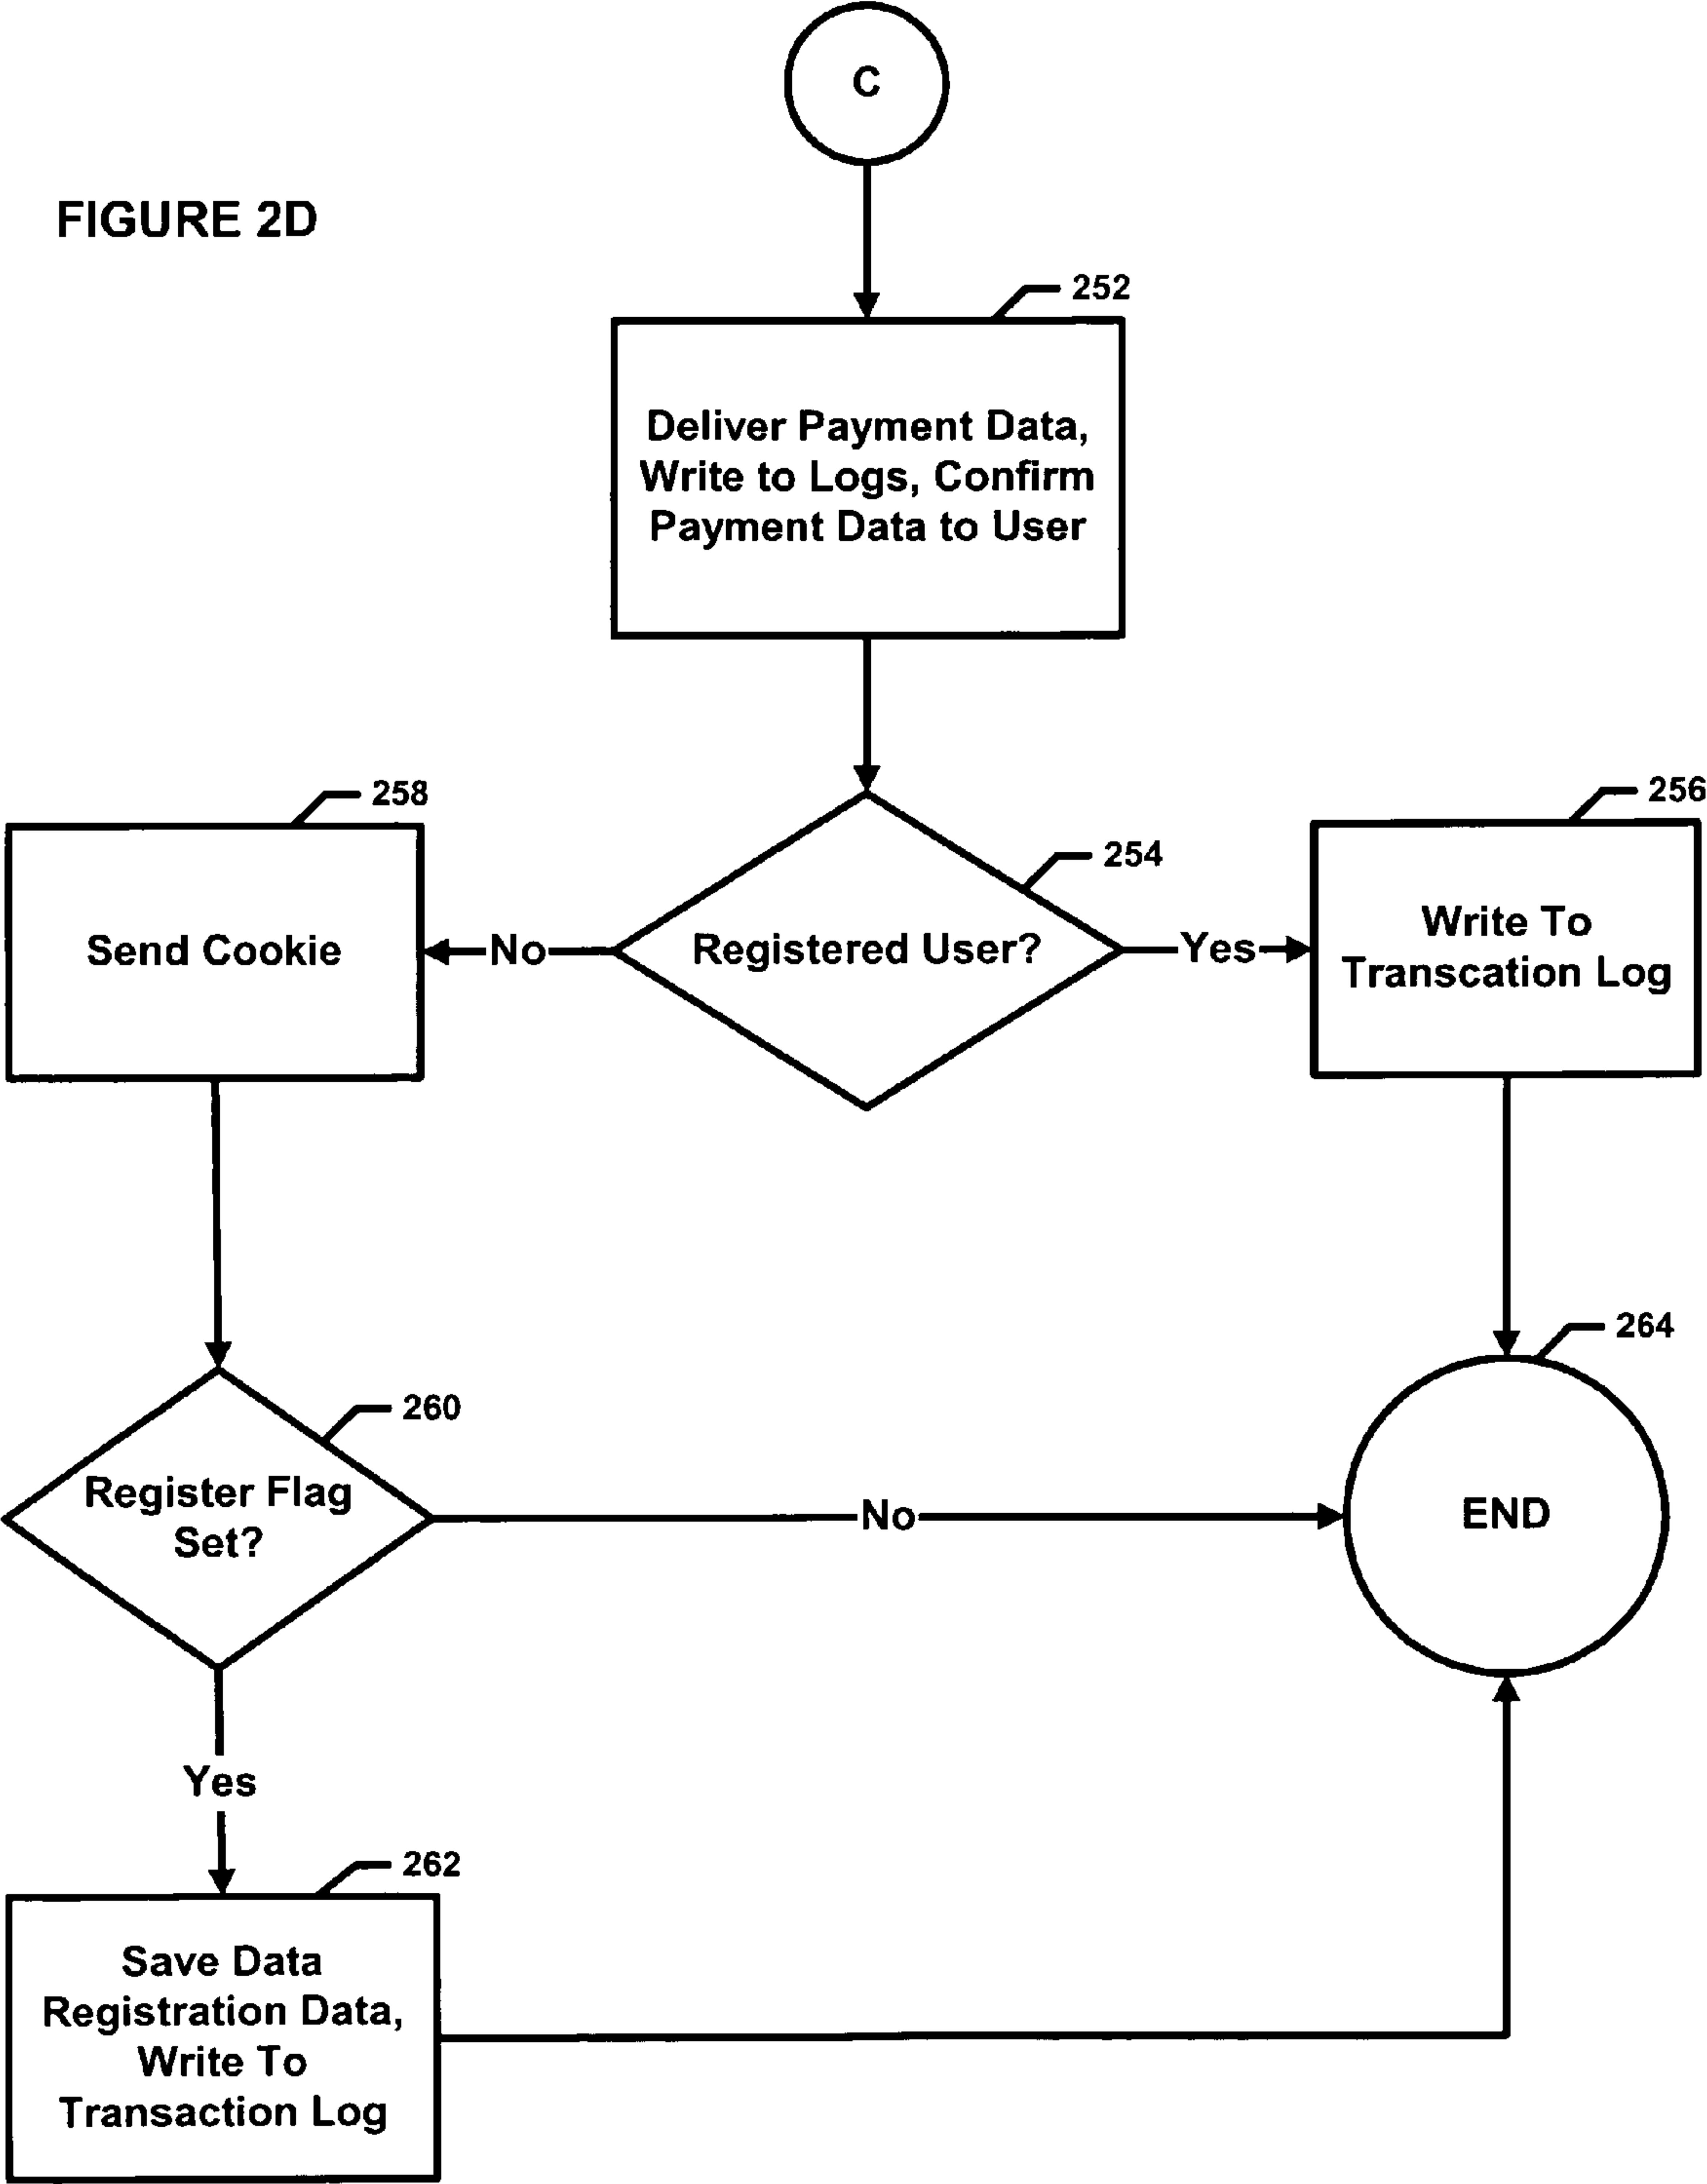 C
FIGURE 2D
252
Deliver Payment Data,
Write to Logs, Confirm
Payment Data to User
258
256
254
Send Cookie
No
Registered User?
Yes
Write To
Transcation Log
264
260
Register Flag
Set?
No
END
Yes
262
Save Data
Registration Data,
Write To
Transaction Log